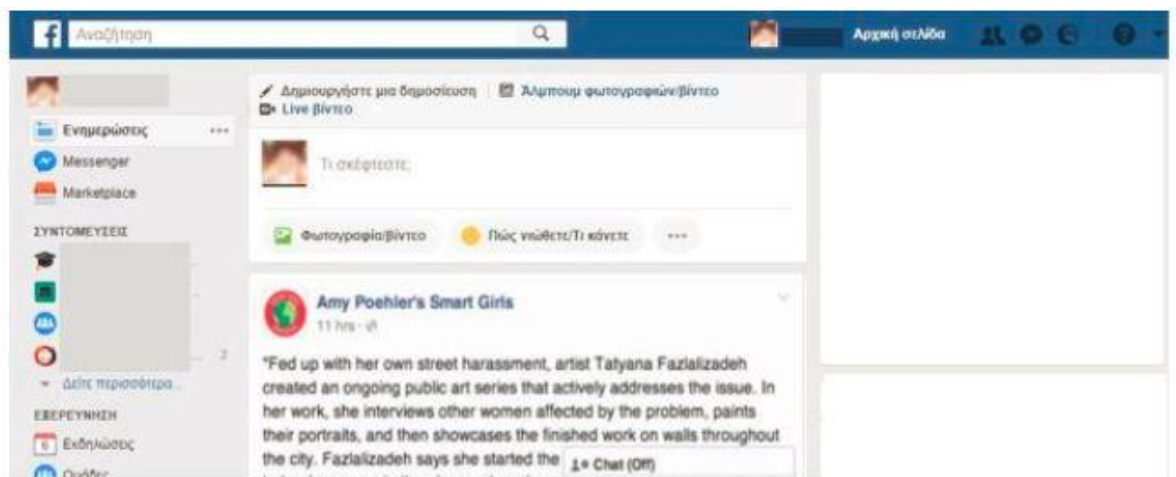 f
Αναζήτηση
Αρχική σελίδα
Ενημερώσεις
Messenger
Marketplace
ΣΥΝΤΟΜΕΥΣΕΙΣ
2
Δείτε περισσότερα...
ΕΞΕΡΕΥΝΗΣΗ
6 Εκδηλώσεις
Ομάδες
Δημιουργήστε μια δημοσίευση
Άλμπουμ φωτογραφιών/βίντεο
Live βίντεο
Τι σκέφτεστε;
Φωτογραφία/Βίντεο
Πώς νιώθετε/Τι κάνετε
Amy Poehler's Smart Girls
11 hrs ·
"Fed up with her own street harassment, artist Tatyana Fazlalizadeh
created an ongoing public art series that actively addresses the issue. In
her work, she interviews other women affected by the problem, paints
their portraits, and then showcases the finished work on walls throughout
the city. Fazlalizadeh says she started the
Chat (Off)